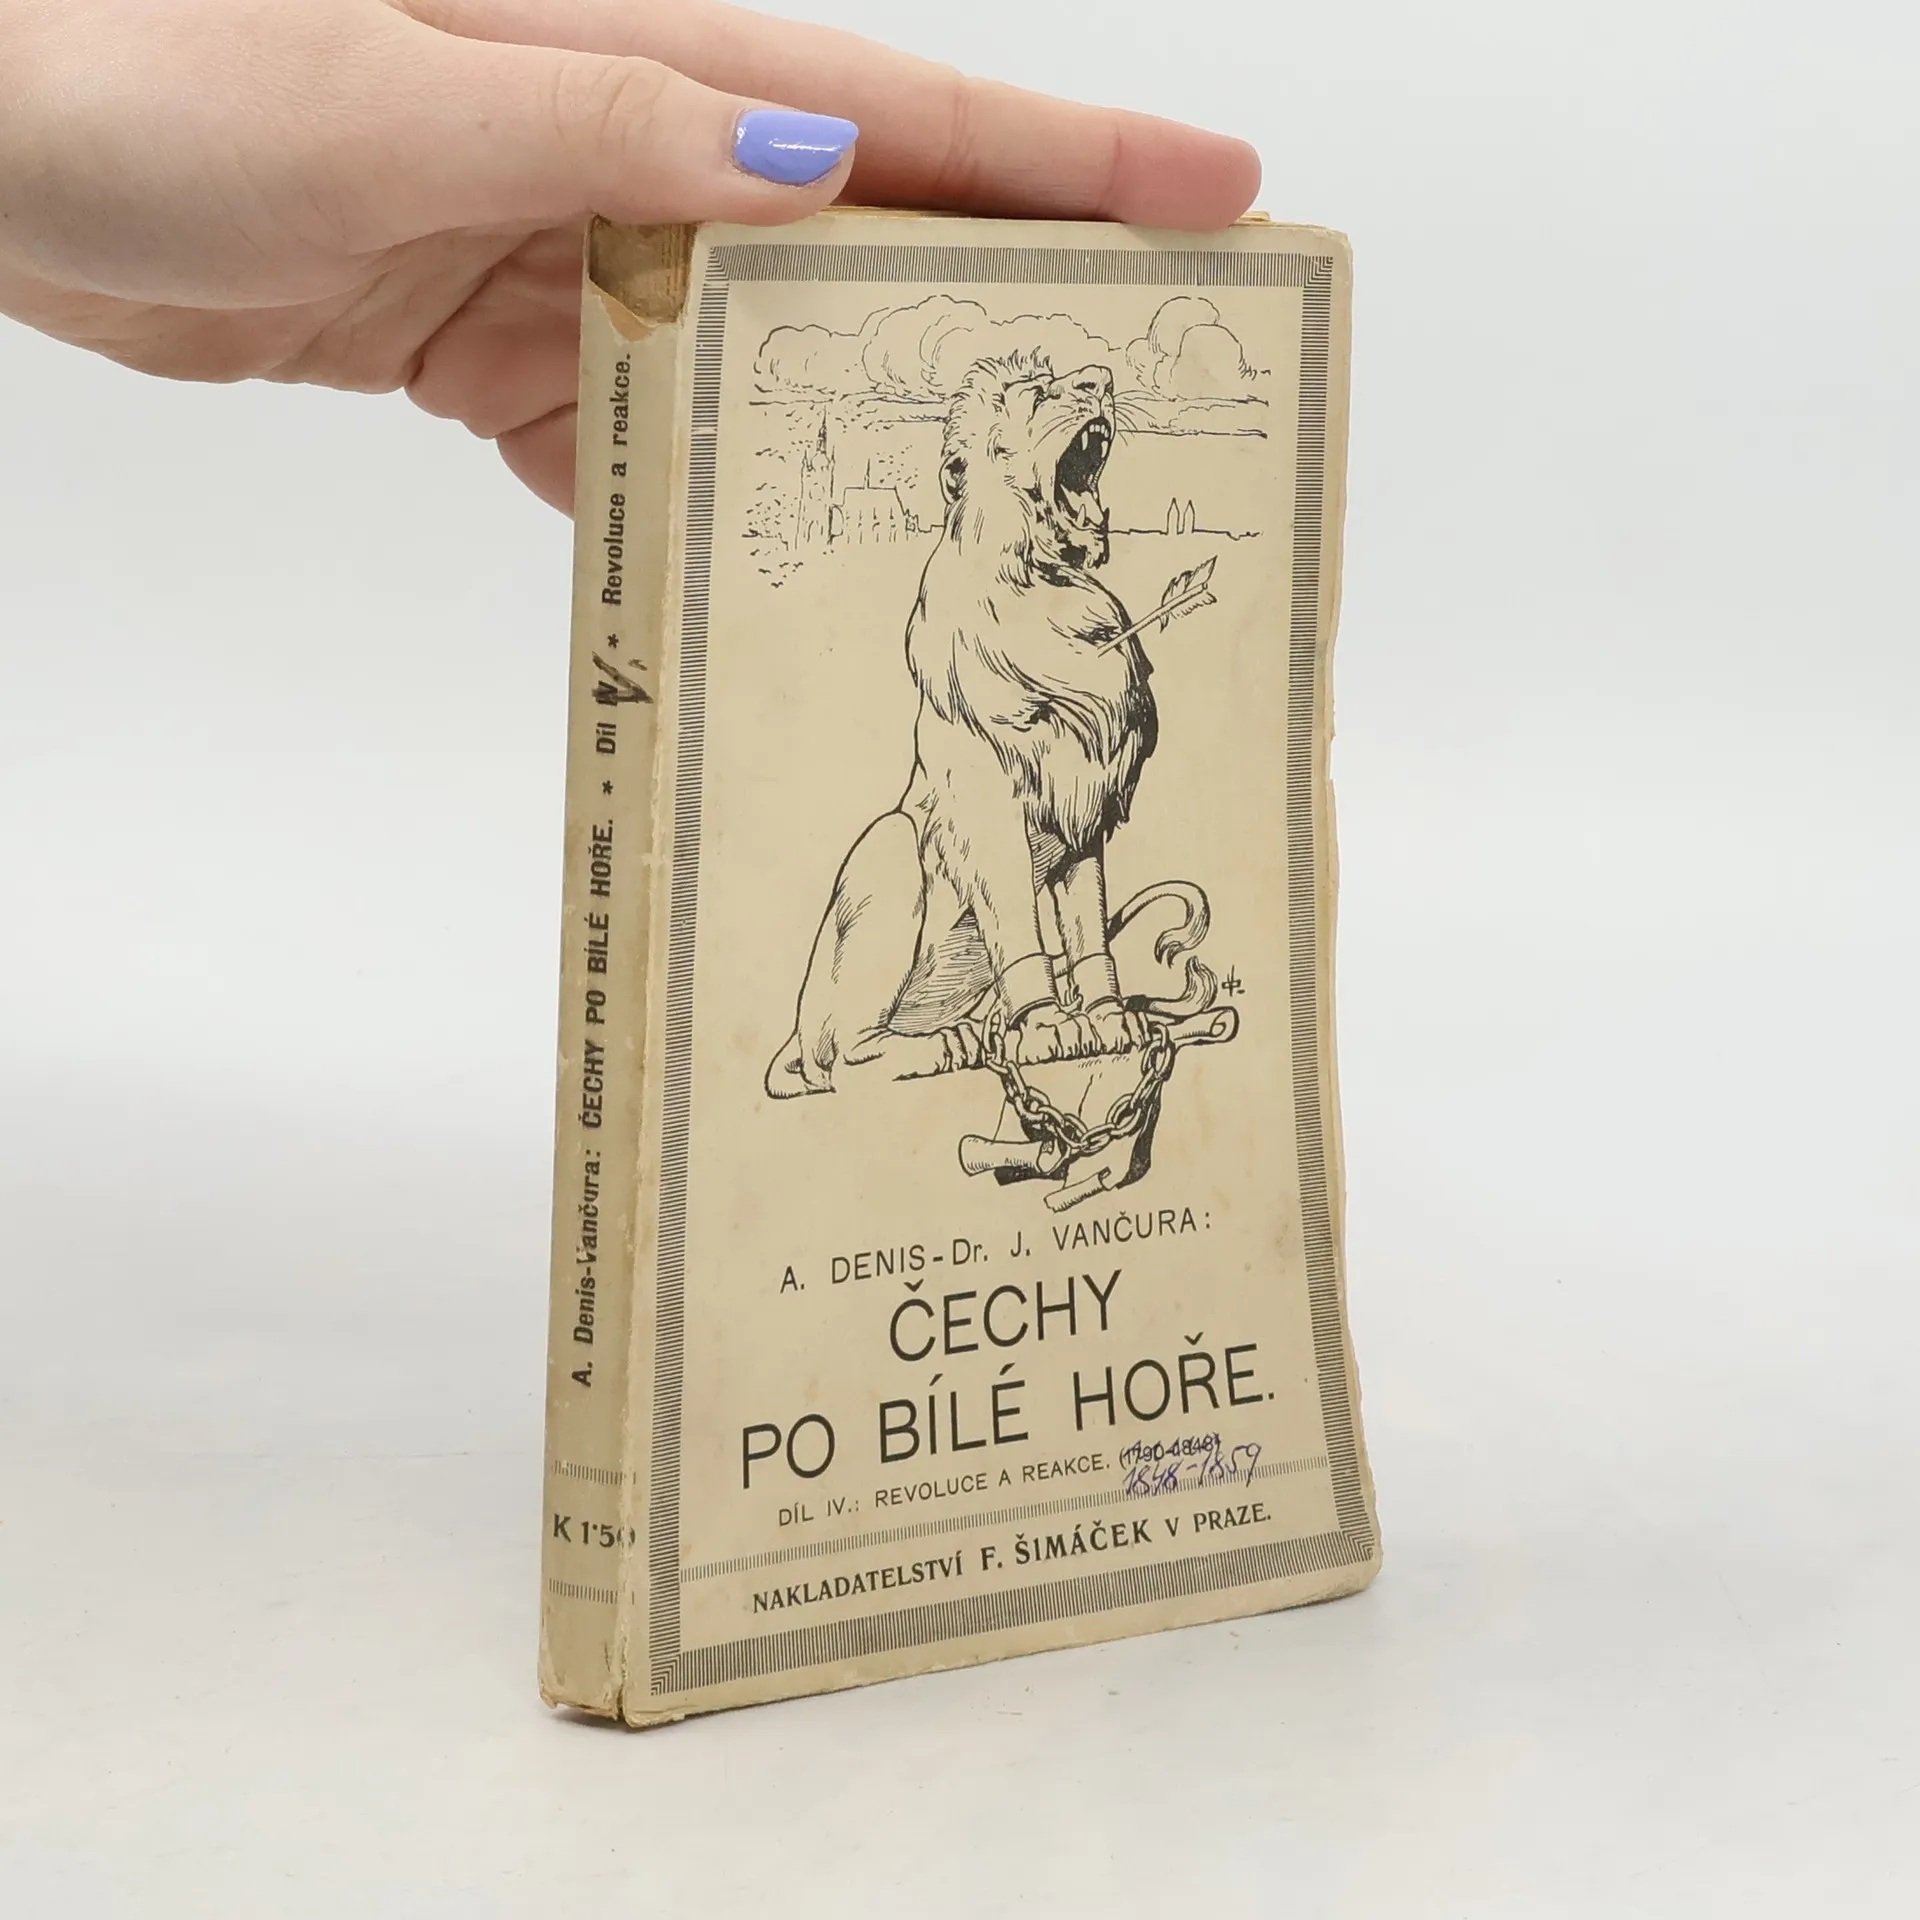 A. Denis-Vančura: ČECHY PO BÍLÉ HOŘE. * Díl IV. * Revoluce a reakce.
K 1·50
A. DENIS-Dr. J. VANČURA:
ČECHY
PO BÍLÉ HOŘE.
DÍL IV.: REVOLUCE A REAKCE. (1790-1848)
1848-1859
NAKLADATELSTVÍ F. ŠIMÁČEK V PRAZE.